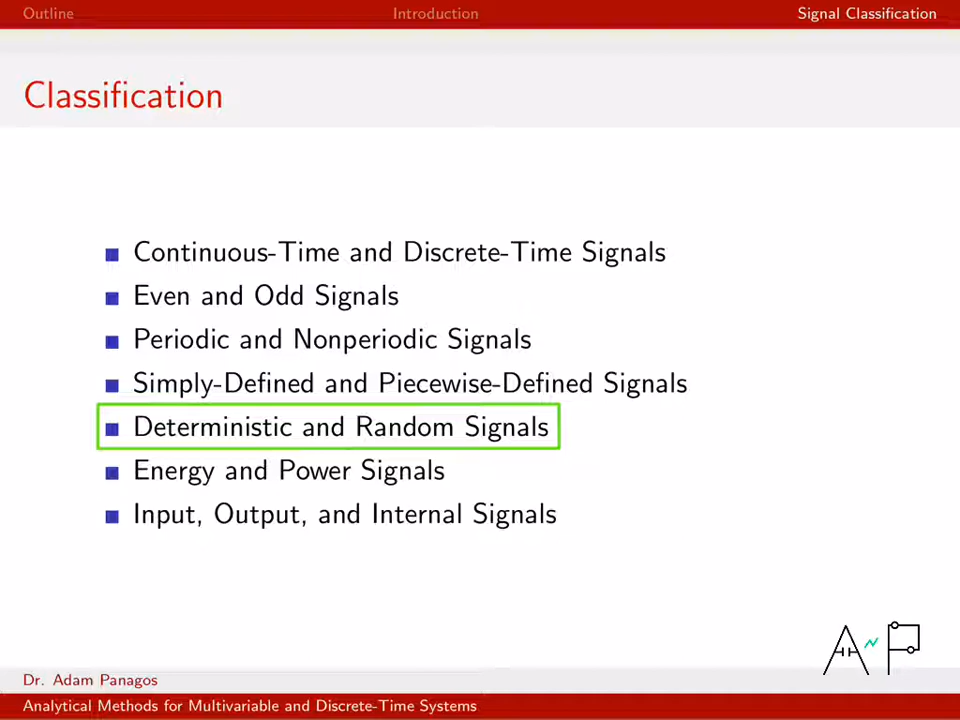 Outline Introduction Signal Classification
Classification
Continuous-Time and Discrete-Time Signals
Even and Odd Signals
Periodic and Nonperiodic Signals
Simply-Defined and Piecewise-Defined Signals
Deterministic and Random Signals
Energy and Power Signals
Input, Output, and Internal Signals
AP
Dr. Adam Panagos
Analytical Methods for Multivariable and Discrete-Time Systems